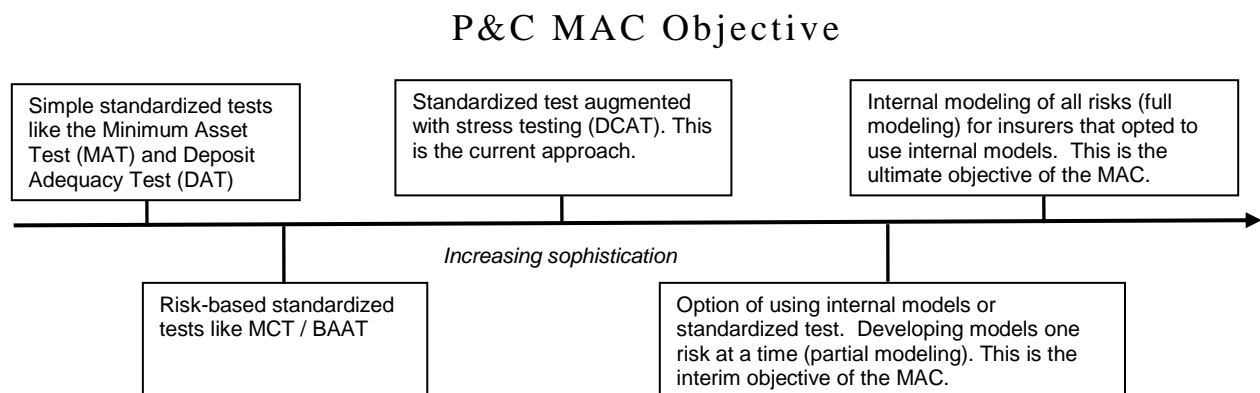 P&C MAC Objective
Simple standardized tests
like the Minimum Asset
Test (MAT) and Deposit
Adequacy Test (DAT)
Standardized test augmented
with stress testing (DCAT). This
is the current approach.
Internal modeling of all risks (full
modeling) for insurers that opted to
use internal models. This is the
ultimate objective of the MAC.
Increasing sophistication
Risk-based standardized
tests like MCT / BAAT
Option of using internal models or
standardized test. Developing models one
risk at a time (partial modeling). This is the
interim objective of the MAC.